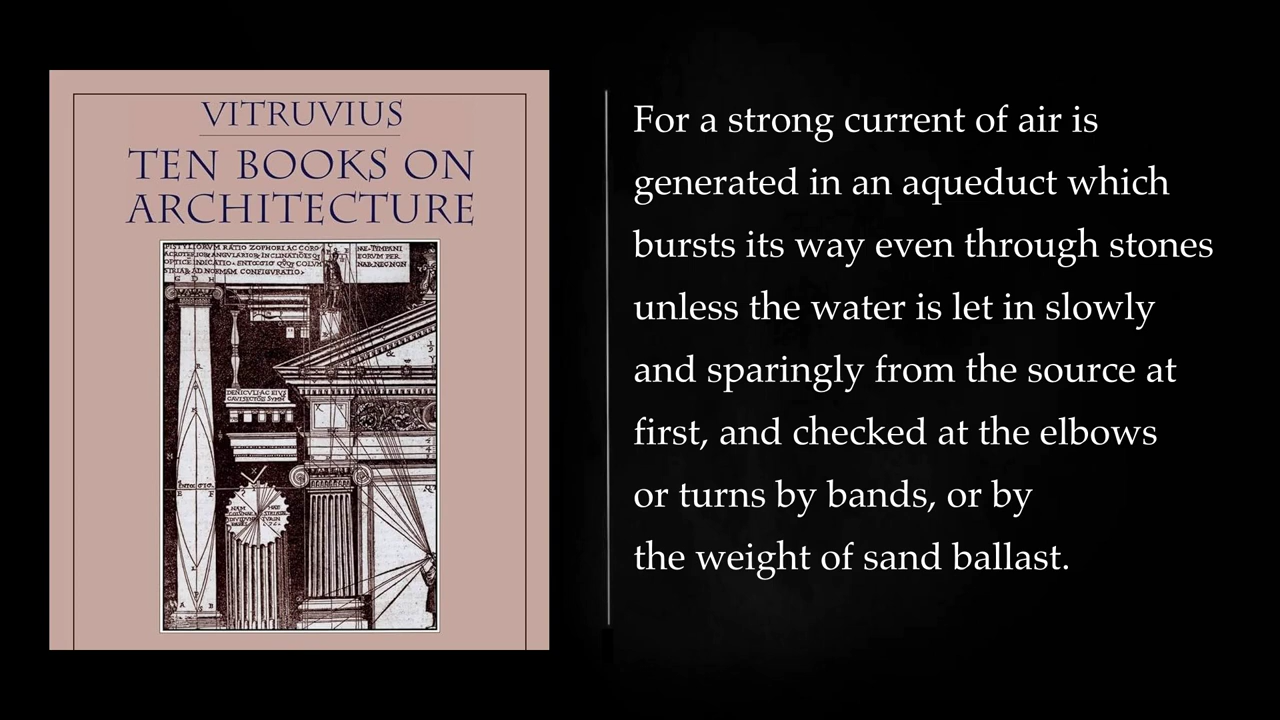 VITRUVIUS
TEN BOOKS ON
ARCHITECTURE
For a strong current of air is
generated in an aqueduct which
bursts its way even through stones
unless the water is let in slowly
and sparingly from the source at
first, and checked at the elbows
or turns by bands, or by
the weight of sand ballast.